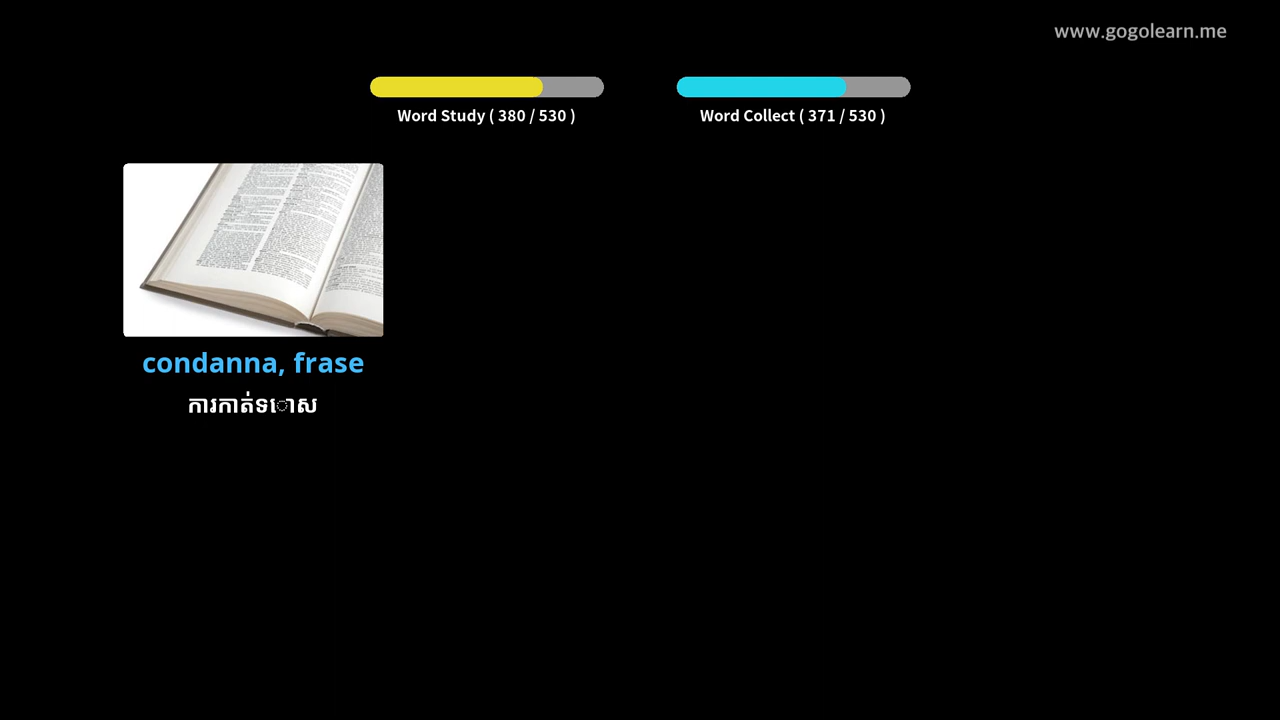 www.gogolearn.me
Word Study ( 380 / 530 )
Word Collect ( 371 / 530 )
condanna, frase
ការកាត់ទោស